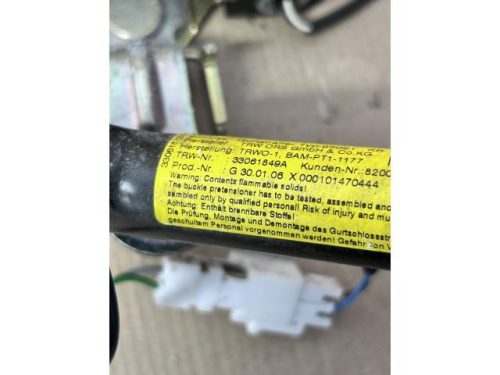 Hersteller : TRW ORS GmbH & Co.KG
Herstellung: TRWO-1, BAM-PT1-1177
TRW-Nr. : 33061849A Kunden-Nr.:8200
Prod.-Nr. : G 30.01.06 X 000101470444
Warning: Contents flammable solids!
The buckle pretensioner has to be tested, assembled and
sembled only by qualified personal! Risk of injury and mu
Achtung: Enthält brennbare Stoffe!
Die Prüfung, Montage und Demontage des Gurtschlossstr
geschultem Personal vorgenommen werden! Gefahr von V